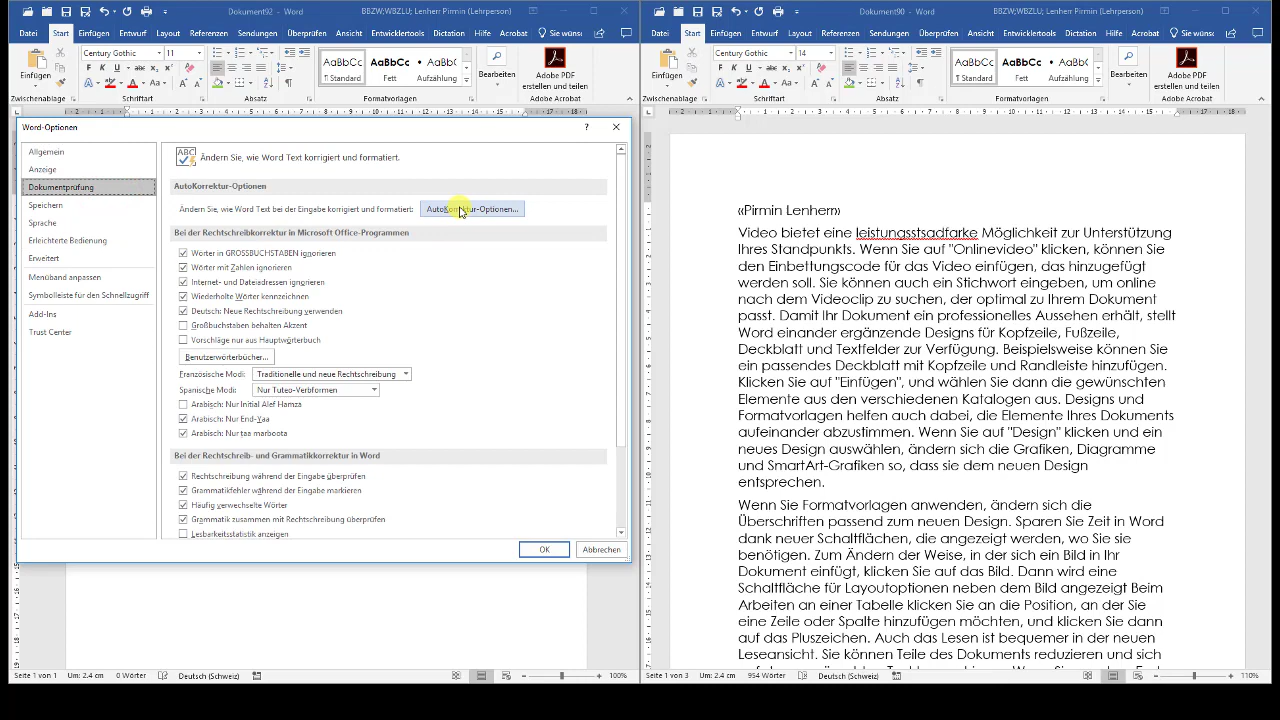 Dokument92 - Word
BBZW;WBZLU; Lenherr Pirmin (Lehrperson)
Datei Start Einfügen Entwurf Layout Referenzen Sendungen Überprüfen Ansicht Entwicklertools Dictation Hilfe Acrobat Sie wünsc
Einfügen
Century Gothic 11
F K U
AaBbCc AaBbCc AaBbCc
¶ Standard Fett Aufzählung
Bearbeiten
Adobe PDF
erstellen und teilen
Zwischenablage Schriftart Absatz Formatvorlagen Adobe Acrobat
Word-Optionen
Allgemein
Anzeige
Dokumentprüfung
Speichern
Sprache
Erleichterte Bedienung
Erweitert
Menüband anpassen
Symbolleiste für den Schnellzugriff
Add-Ins
Trust Center
ABC
Ändern Sie, wie Word Text korrigiert und formatiert.
AutoKorrektur-Optionen
Ändern Sie, wie Word Text bei der Eingabe korrigiert und formatiert: AutoKorrektur-Optionen...
Bei der Rechtschreibkorrektur in Microsoft Office-Programmen
Wörter in GROSSBUCHSTABEN ignorieren
Wörter mit Zahlen ignorieren
Internet- und Dateiadressen ignorieren
Wiederholte Wörter kennzeichnen
Deutsch: Neue Rechtschreibung verwenden
Großbuchstaben behalten Akzent
Vorschläge nur aus Hauptwörterbuch
Benutzerwörterbücher...
Französische Modi: Traditionelle und neue Rechtschreibung
Spanische Modi: Nur Tuteo-Verbformen
Arabisch: Nur Initial Alef Hamza
Arabisch: Nur End-Yaa
Arabisch: Nur taa marboota
Bei der Rechtschreib- und Grammatikkorrektur in Word
Rechtschreibung während der Eingabe überprüfen
Grammatikfehler während der Eingabe markieren
Häufig verwechselte Wörter
Grammatik zusammen mit Rechtschreibung überprüfen
Lesbarkeitsstatistik anzeigen
OK Abbrechen
Seite 1 von 1 Um: 2.4 cm 0 Wörter Deutsch (Schweiz) 100%
Dokument90 - Word
BBZW;WBZLU; Lenherr Pirmin (Lehrperson)
Datei Start Einfügen Entwurf Layout Referenzen Sendungen Überprüfen Ansicht Entwicklertools Dictation Hilfe Acrobat Sie wünsc
Einfügen
Century Gothic 14
F K U
AaBbCc AaBbCc AaBbCc
¶ Standard Fett Aufzählung
Bearbeiten
Adobe PDF
erstellen und teilen
Zwischenablage Schriftart Absatz Formatvorlagen Adobe Acrobat
«Pirmin Lenherr»
Video bietet eine leistungsstsadfarke Möglichkeit zur Unterstützung
Ihres Standpunkts. Wenn Sie auf "Onlinevideo" klicken, können Sie
den Einbettungscode für das Video einfügen, das hinzugefügt
werden soll. Sie können auch ein Stichwort eingeben, um online
nach dem Videoclip zu suchen, der optimal zu Ihrem Dokument
passt. Damit Ihr Dokument ein professionelles Aussehen erhält, stellt
Word einander ergänzende Designs für Kopfzeile, Fußzeile,
Deckblatt und Textfelder zur Verfügung. Beispielsweise können Sie
ein passendes Deckblatt mit Kopfzeile und Randleiste hinzufügen.
Klicken Sie auf "Einfügen", und wählen Sie dann die gewünschten
Elemente aus den verschiedenen Katalogen aus. Designs und
Formatvorlagen helfen auch dabei, die Elemente Ihres Dokuments
aufeinander abzustimmen. Wenn Sie auf "Design" klicken und ein
neues Design auswählen, ändern sich die Grafiken, Diagramme
und SmartArt-Grafiken so, dass sie dem neuen Design
entsprechen.
Wenn Sie Formatvorlagen anwenden, ändern sich die
Überschriften passend zum neuen Design. Sparen Sie Zeit in Word
dank neuer Schaltflächen, die angezeigt werden, wo Sie sie
benötigen. Zum Ändern der Weise, in der sich ein Bild in Ihr
Dokument einfügt, klicken Sie auf das Bild. Dann wird eine
Schaltfläche für Layoutoptionen neben dem Bild angezeigt Beim
Arbeiten an einer Tabelle klicken Sie an die Position, an der Sie
eine Zeile oder Spalte hinzufügen möchten, und klicken Sie dann
auf das Pluszeichen. Auch das Lesen ist bequemer in der neuen
Leseansicht. Sie können Teile des Dokuments reduzieren und sich
Seite 1 von 3 Um: 2.4 cm 954 Wörter Deutsch (Schweiz) 110%